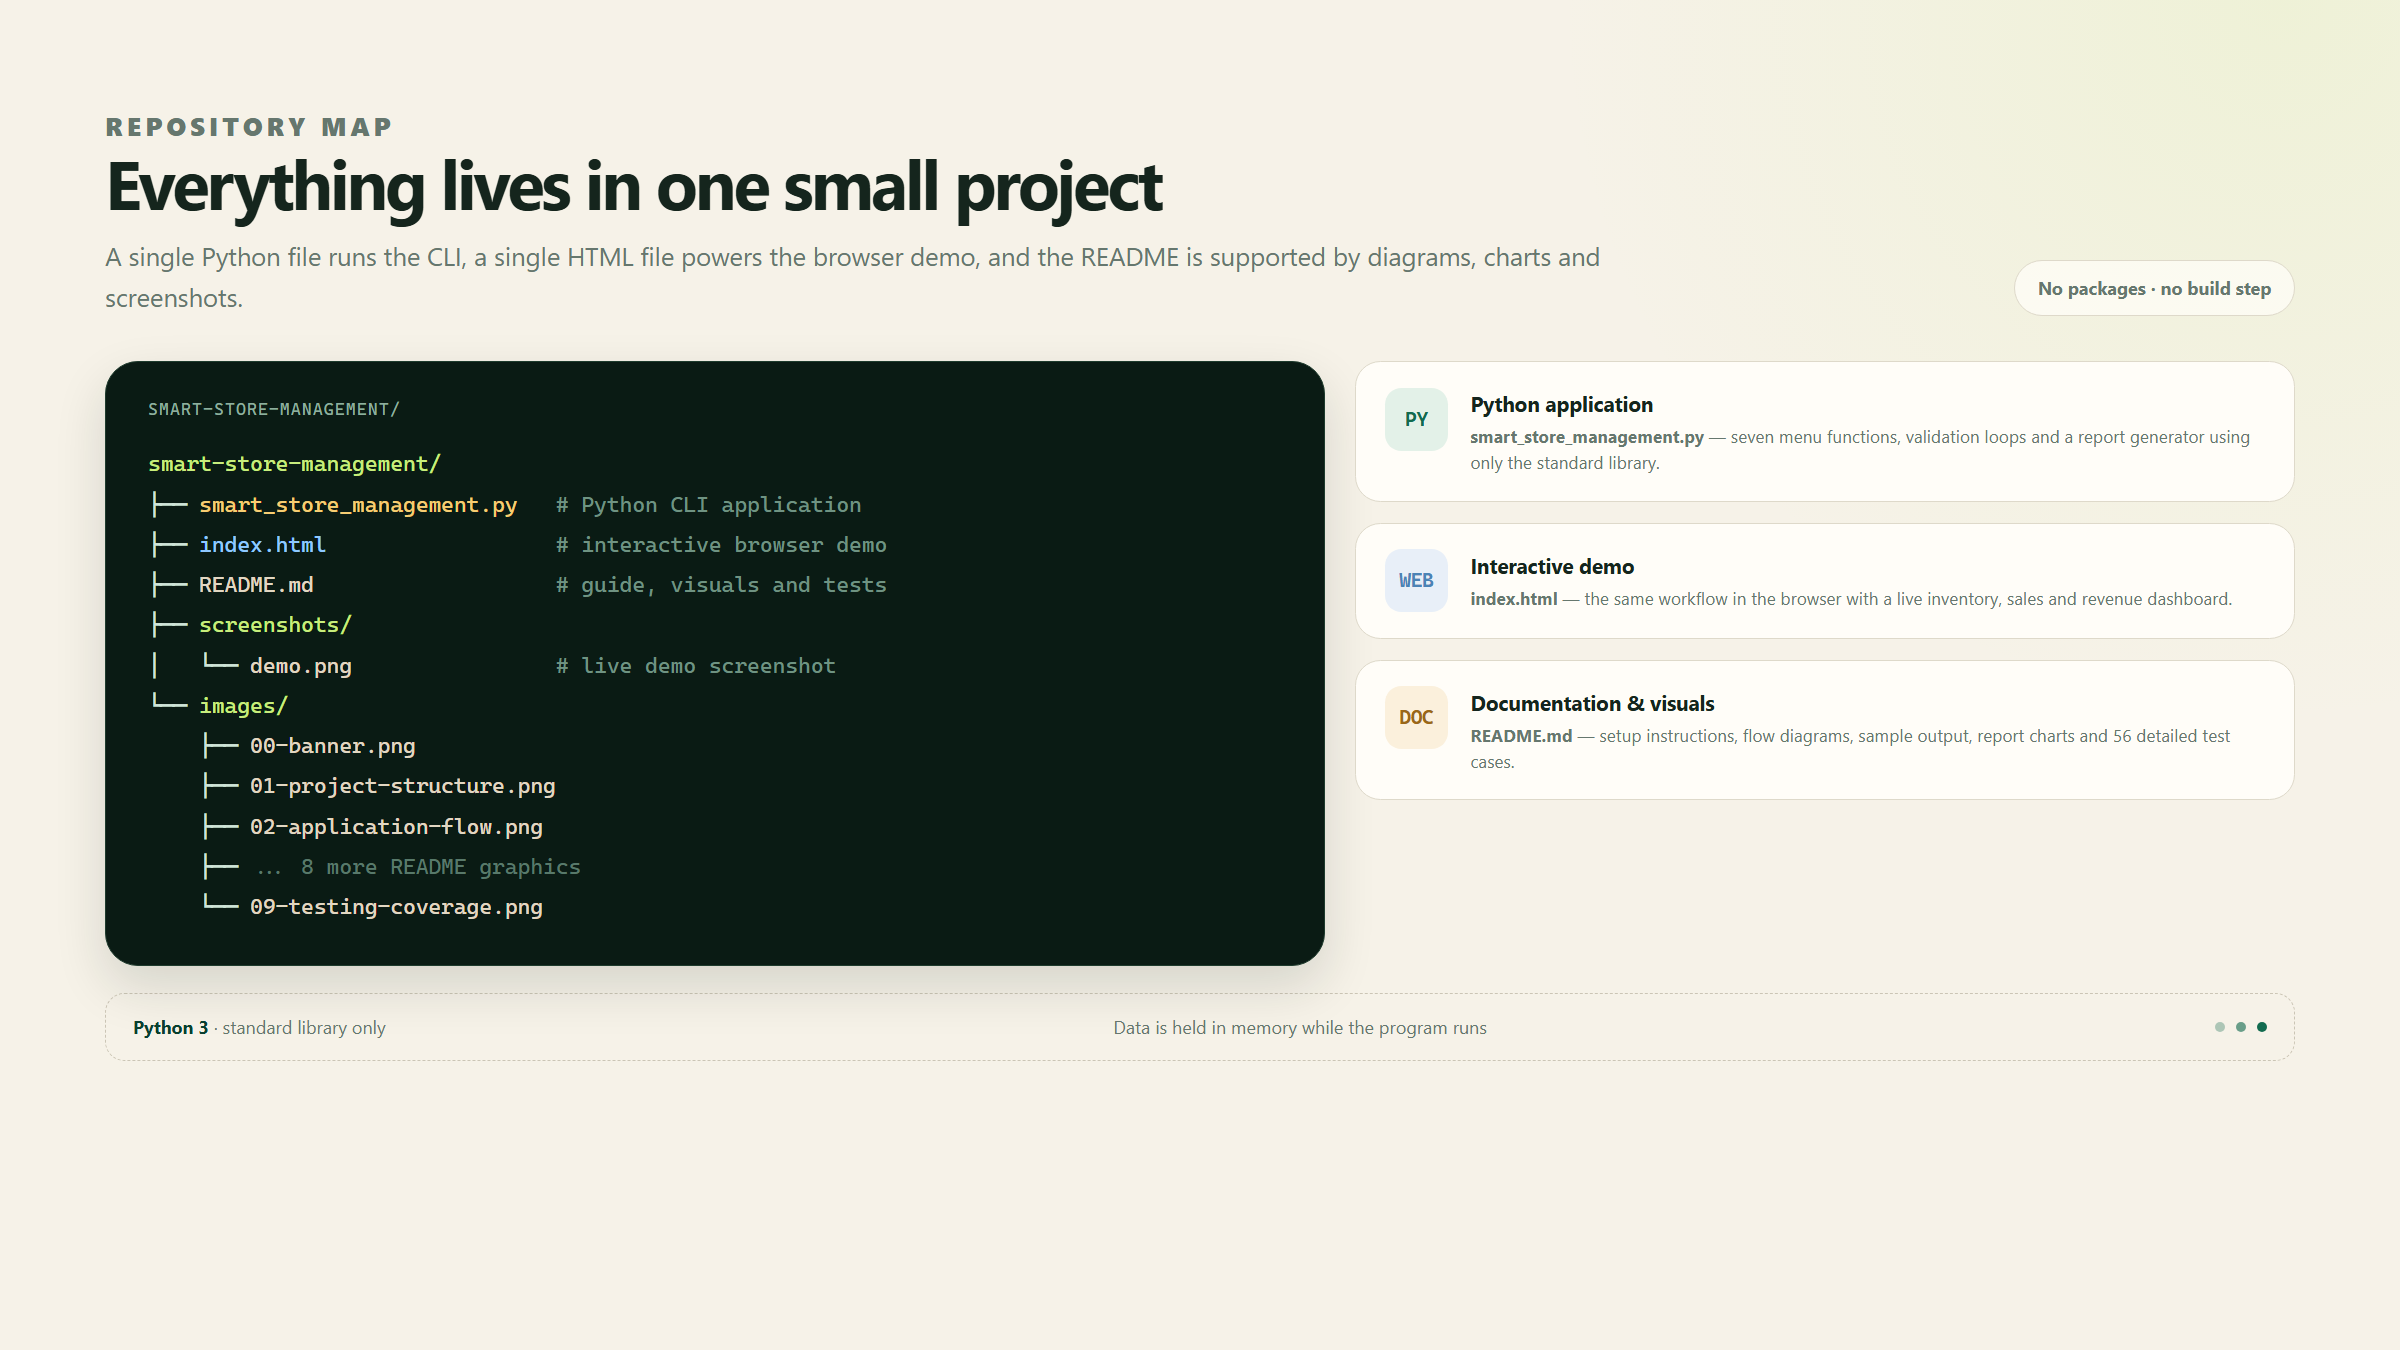 REPOSITORY MAP
Everything lives in one small project
A single Python file runs the CLI, a single HTML file powers the browser demo, and the README is supported by diagrams, charts and
screenshots.
No packages · no build step
SMART-STORE-MANAGEMENT/
smart-store-management/
├── smart_store_management.py   # Python CLI application
├── index.html                  # interactive browser demo
├── README.md                   # guide, visuals and tests
├── screenshots/
│   └── demo.png                # live demo screenshot
└── images/
    ├── 00-banner.png
    ├── 01-project-structure.png
    ├── 02-application-flow.png
    ├── ... 8 more README graphics
    └── 09-testing-coverage.png
PY
Python application
smart_store_management.py — seven menu functions, validation loops and a report generator using
only the standard library.
WEB
Interactive demo
index.html — the same workflow in the browser with a live inventory, sales and revenue dashboard.
DOC
Documentation & visuals
README.md — setup instructions, flow diagrams, sample output, report charts and 56 detailed test
cases.
Python 3 · standard library only
Data is held in memory while the program runs